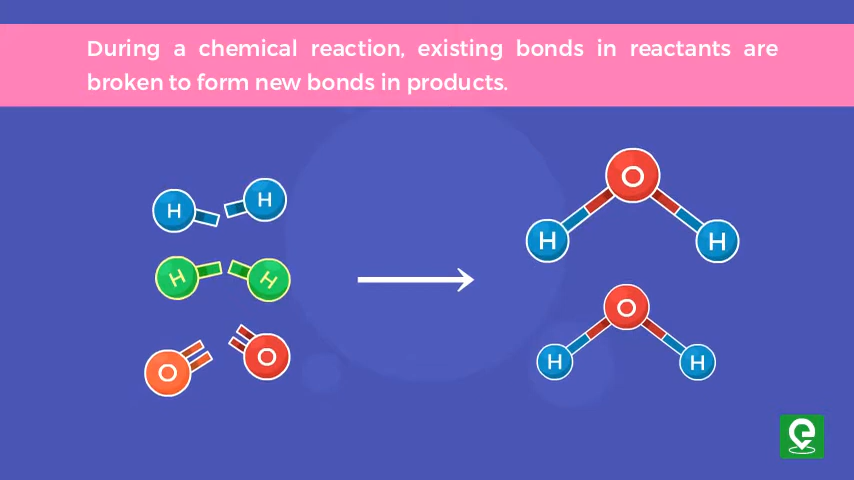 During a chemical reaction, existing bonds in reactants are
broken to form new bonds in products.
H H
H H
O O
O
H H
O
H H
e